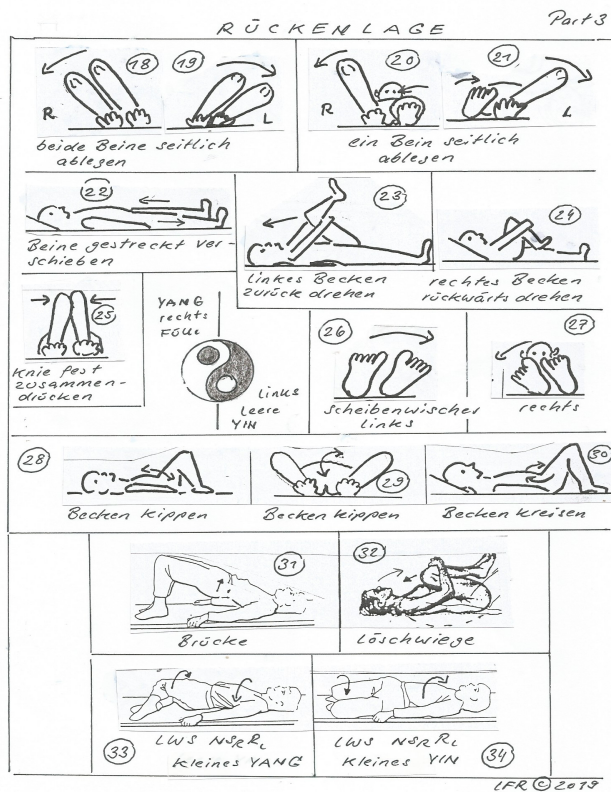 RÜCKENLAGE
Part 3
18
19
R
L
beide Beine seitlich
ablegen
20
21
R
L
ein Bein seitlich
ablegen
22
Beine gestreckt ver-
schieben
23
linkes Becken
zurück drehen
24
rechtes Becken
rückwärts drehen
25
Knie fest
zusammen-
drücken
YANG
rechts
Fülle
links
Leere
YIN
26
scheibenwischer
links
27
rechts
28
Becken kippen
29
Becken kippen
30
Becken kreisen
31
Brücke
32
Löschwiege
33
LWS NSRRL
kleines YANG
34
LWS NSRRL
kleines YIN
LFR © 2019